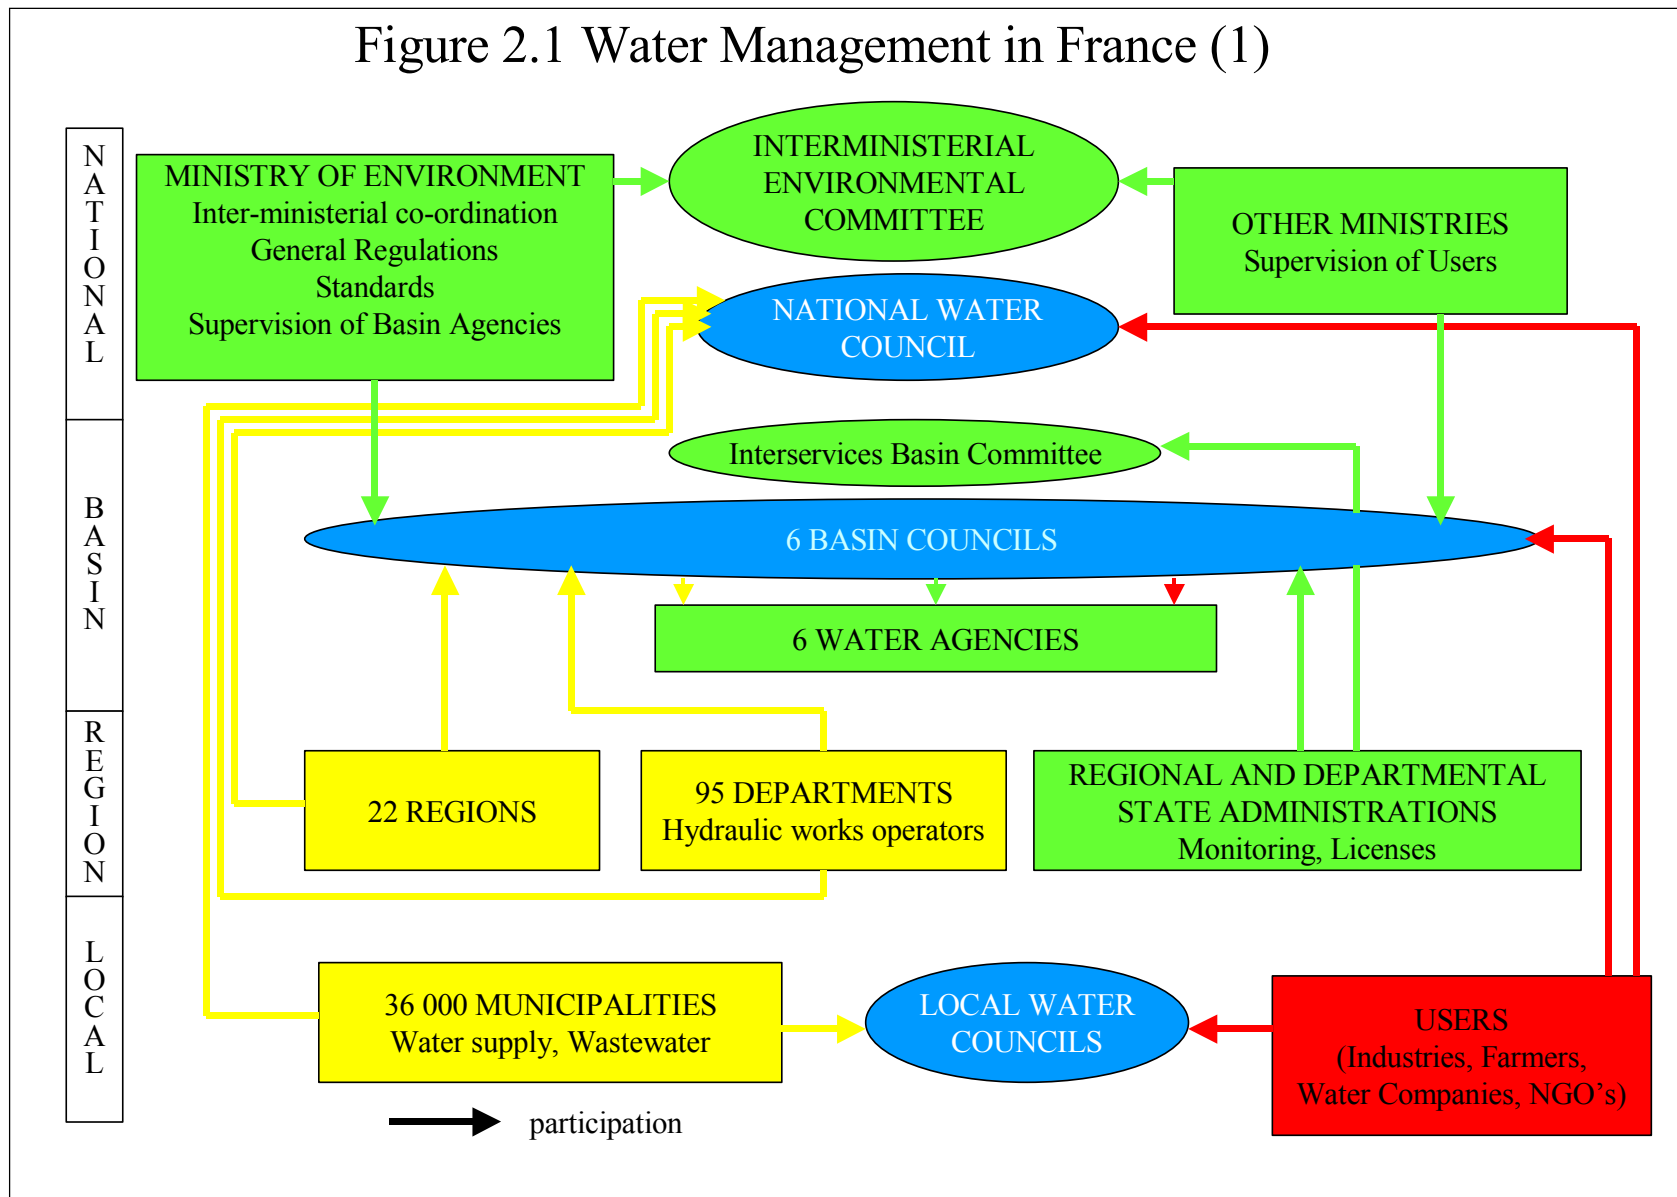 Figure 2.1 Water Management in France (1)
NATIONAL
MINISTRY OF ENVIRONMENT
Inter-ministerial co-ordination
General Regulations
Standards
Supervision of Basin Agencies
INTERMINISTERIAL
ENVIRONMENTAL
COMMITTEE
OTHER MINISTRIES
Supervision of Users
NATIONAL WATER
COUNCIL
BASIN
Interservices Basin Committee
6 BASIN COUNCILS
6 WATER AGENCIES
REGION
22 REGIONS
95 DEPARTMENTS
Hydraulic works operators
REGIONAL AND DEPARTMENTAL
STATE ADMINISTRATIONS
Monitoring, Licenses
LOCAL
36 000 MUNICIPALITIES
Water supply, Wastewater
LOCAL WATER
COUNCILS
USERS
(Industries, Farmers,
Water Companies, NGO’s)
participation